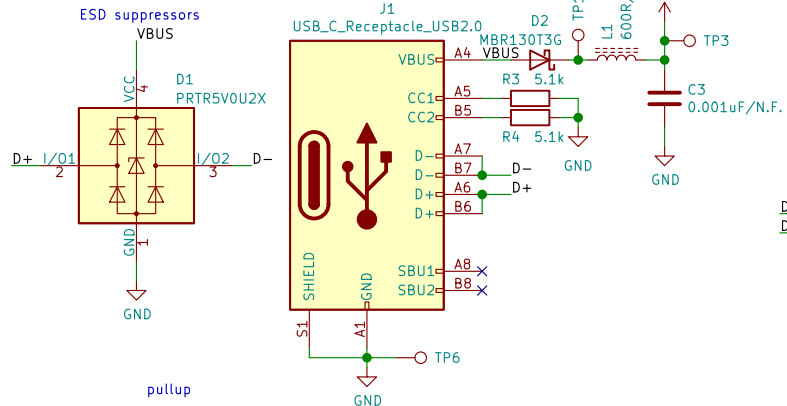 ESD suppressors
VBUS
VCC
4
D1
PRTR5V0U2X
D+
I/O1
2
I/O2
3
D-
GND
1
GND
pullup
J1
USB_C_Receptacle_USB2.0
VBUS
A4
VBUS
CC1
A5
CC2
B5
D-
A7
D-
B7
D-
D+
A6
D+
D+
B6
SBU1
A8
SBU2
B8
SHIELD
GND
S1
A1
TP6
GND
D2
MBR130T3G
R3 5.1k
R4 5.1k
GND
L1
TP3
C3
0.001uF/N.F.
GND